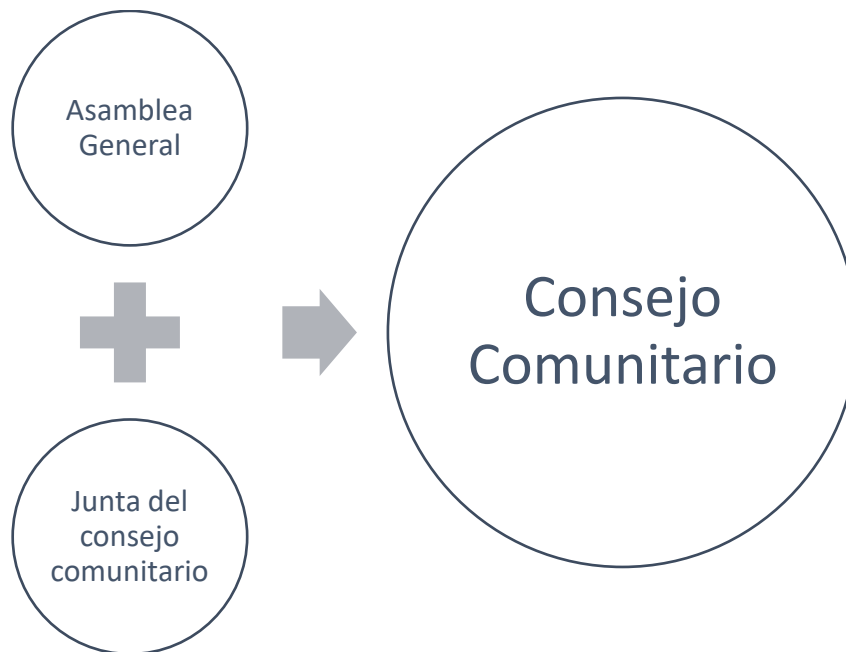 Asamblea
General
Junta del
consejo
comunitario
Consejo
Comunitario